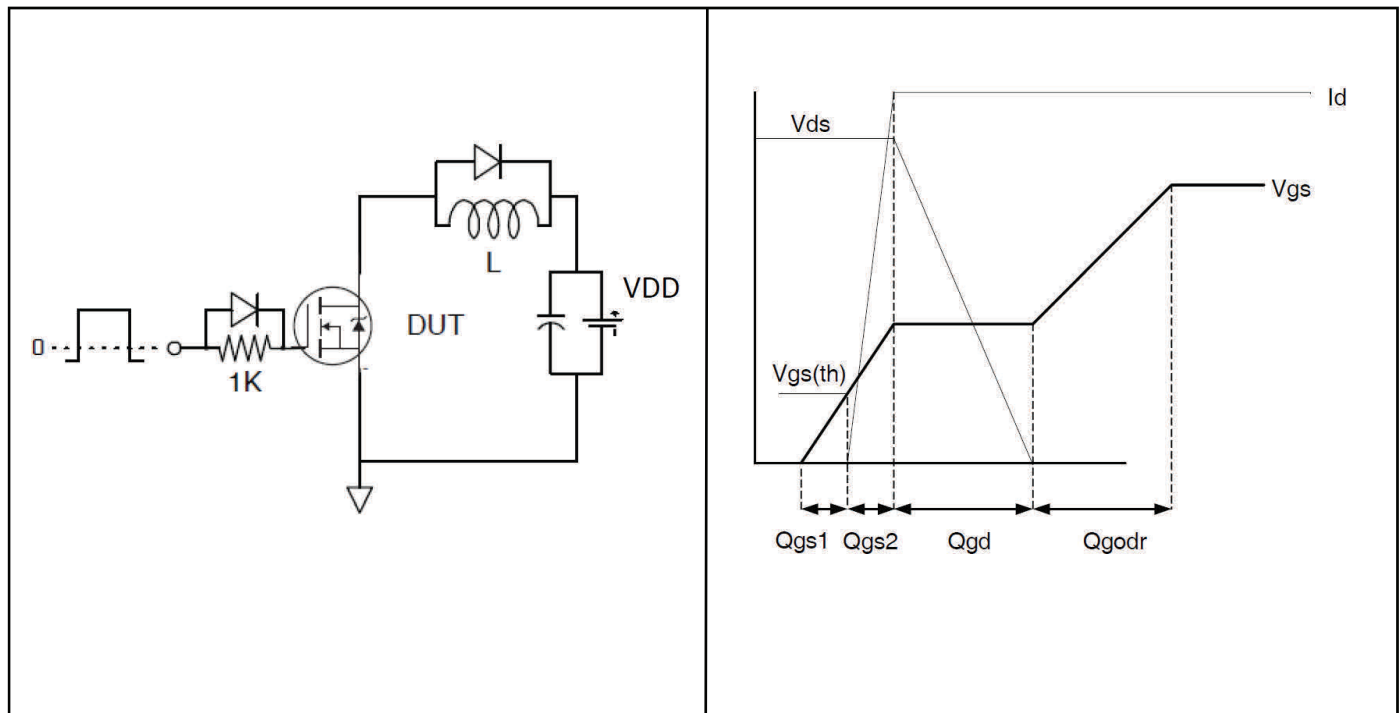 L
VDD
DUT
0
1K
Id
Vds
Vgs
Vgs(th)
Qgs1 Qgs2 Qgd Qgodr